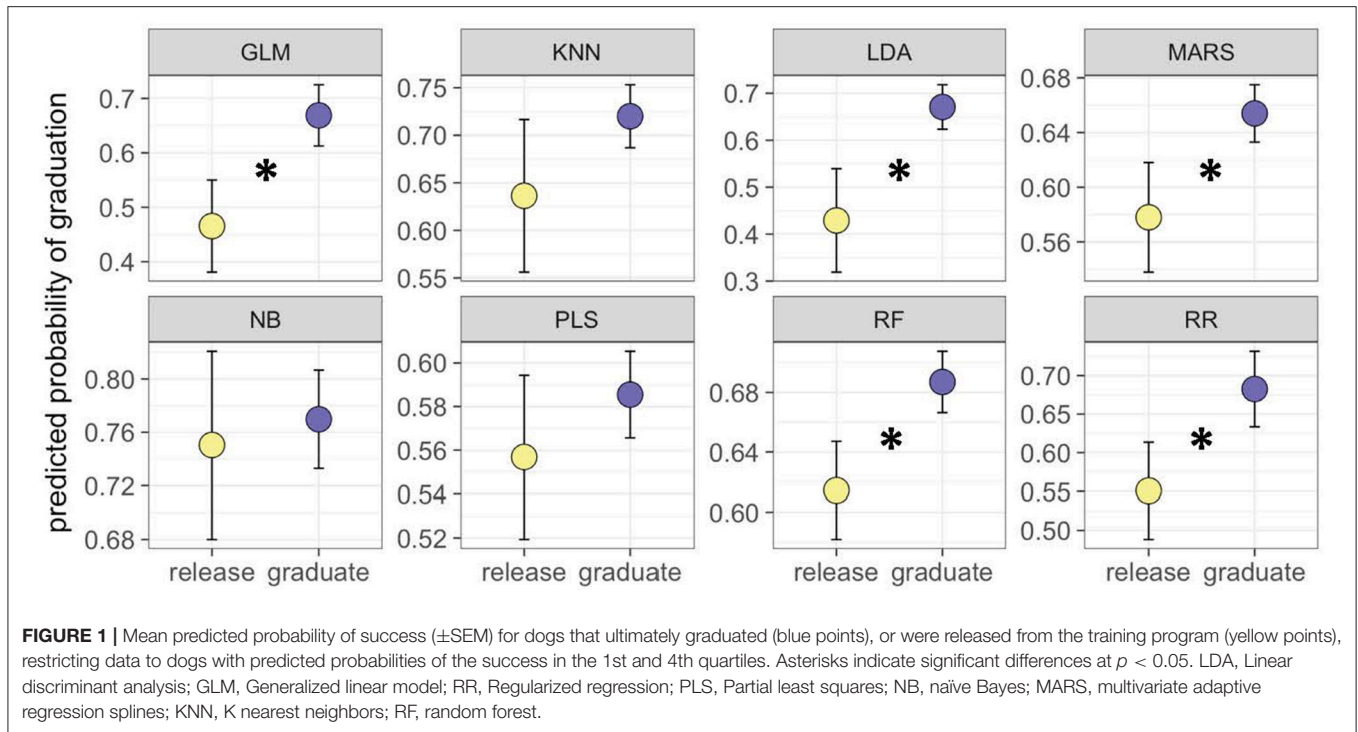 predicted probability of graduation
GLM
0.7
0.6
0.5
0.4
*
KNN
0.75
0.70
0.65
0.60
0.55
LDA
0.7
0.6
0.5
0.4
0.3
*
MARS
0.68
0.64
0.60
0.56
*
NB
0.80
0.76
0.72
0.68
release graduate
PLS
0.60
0.58
0.56
0.54
0.52
release graduate
RF
0.68
0.64
0.60
*
release graduate
RR
0.70
0.65
0.60
0.55
0.50
*
release graduate
FIGURE 1 | Mean predicted probability of success (±SEM) for dogs that ultimately graduated (blue points), or were released from the training program (yellow points),
restricting data to dogs with predicted probabilities of the success in the 1st and 4th quartiles. Asterisks indicate significant differences at p < 0.05. LDA, Linear
discriminant analysis; GLM, Generalized linear model; RR, Regularized regression; PLS, Partial least squares; NB, naïve Bayes; MARS, multivariate adaptive
regression splines; KNN, K nearest neighbors; RF, random forest.